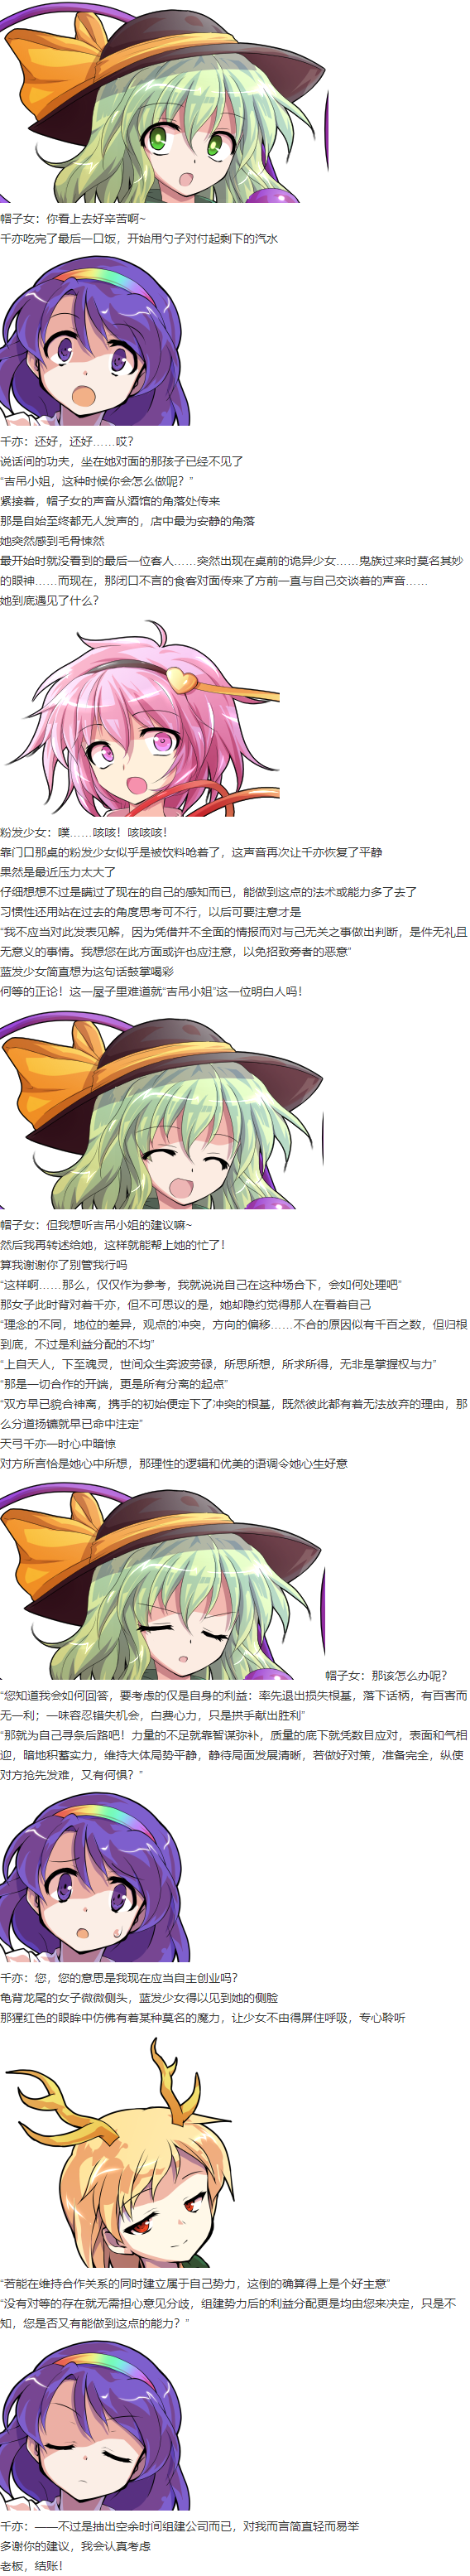 帽子女：你看上去好辛苦啊~
千亦吃完了最后一口饭，开始用勺子对付起剩下的汽水
千亦：还好，还好……哎？
说话间的功夫，坐在她对面的那孩子已经不见了
“吉吊小姐，这种时候你会怎么做呢？”
紧接着，帽子女的声音从酒馆的角落处传来
那是自始至终都无人发声的，店中最为安静的角落
她突然感到毛骨悚然
最开始时就没看到的最后一位客人……突然出现在桌前的诡异少女……鬼族过来时莫名其妙
的眼神……而现在，那闭口不言的食客对面传来了方前一直与自己交谈着的声音……
她到底遇见了什么？
粉发少女：噗……咳咳！咳咳咳！
靠门口那桌的粉发少女似乎是被饮料呛着了，这声音再次让千亦恢复了平静
果然是最近压力太大了
仔细想想不过是瞒过了现在的自己的感知而已，能做到这点的法术或能力多了去了
习惯性还用站在过去的角度思考可不行，以后可要注意才是
“我不应当对此发表见解，因为凭借并不全面的情报而对与己无关之事做出判断，是件无礼且
无意义的事情。我想您在此方面或许也应注意，以免招致旁者的恶意”
蓝发少女简直想为这句话鼓掌喝彩
何等的正论！这一屋子里难道就“吉吊小姐”这一位明白人吗！
帽子女：但我想听吉吊小姐的建议嘛~
然后我再转述给她，这样就能帮上她的忙了！
算我谢谢你了别管我行吗
“这样啊……那么，仅仅作为参考，我就说说自己在这种场合下，会如何处理吧”
那女子此时背对着千亦，但不可思议的是，她却隐约觉得那人在看着自己
“理念的不同，地位的差异，观点的冲突，方向的偏移……不合的原因似有千百之数，但归根
到底，不过是利益分配的不均”
“上自天人，下至魂灵，世间众生奔波劳碌，所思所想，所求所得，无非是掌握权与力”
“那是一切合作的开端，更是所有分离的起点”
“双方早已貌合神离，携手的初始便定下了冲突的根基，既然彼此都有着无法放弃的理由，那
么分道扬镳就早已命中注定”
天弓千亦一时心中暗惊
对方所言恰是她心中所想，那理性的逻辑和优美的语调令她心生好意
帽子女：那该怎么办呢？
“您知道我会如何回答，要考虑的仅是自身的利益：率先退出损失根基，落下话柄，有百害而
无一利；一味容忍错失机会，白费心力，只是拱手献出胜利”
“那就为自己寻条后路吧！力量的不足就靠智谋弥补，质量的底下就凭数目应对，表面和气相
迎，暗地积蓄实力，维持大体局势平静，静待局面发展清晰，若做好对策，准备完全，纵使
对方抢先发难，又有何惧？”
千亦：您，您的意思是我现在应当自主创业吗？
龟背龙尾的女子微微侧头，蓝发少女得以见到她的侧脸
那猩红色的眼眸中仿佛有着某种莫名的魔力，让少女不由得屏住呼吸，专心聆听
“若能在维持合作关系的同时建立属于自己势力，这倒的确算得上是个好主意”
“没有对等的存在就无需担心意见分歧，组建势力后的利益分配更是均由您来决定，只是不
知，您是否又有能做到这点的能力？”
千亦：——不过是抽出空余时间组建公司而已，对我而言简直轻而易举
多谢你的建议，我会认真考虑
老板，结账！